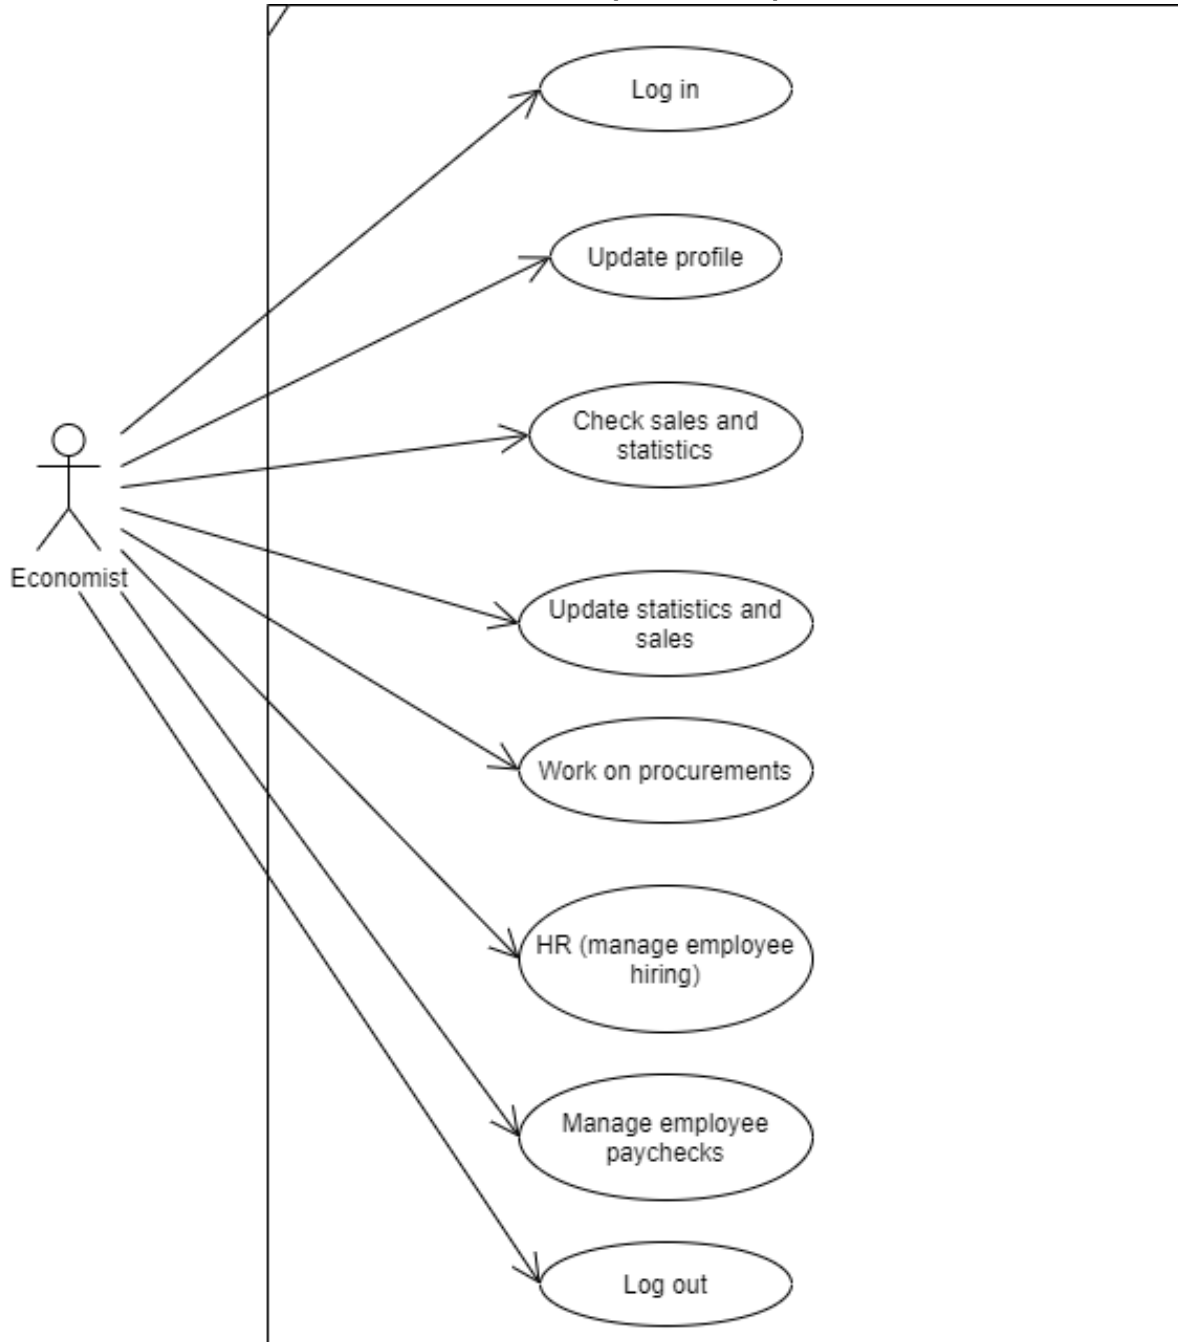 Log in
Update profile
Check sales and
statistics
Economist
Update statistics and
sales
Work on procurements
HR (manage employee
hiring)
Manage employee
paychecks
Log out